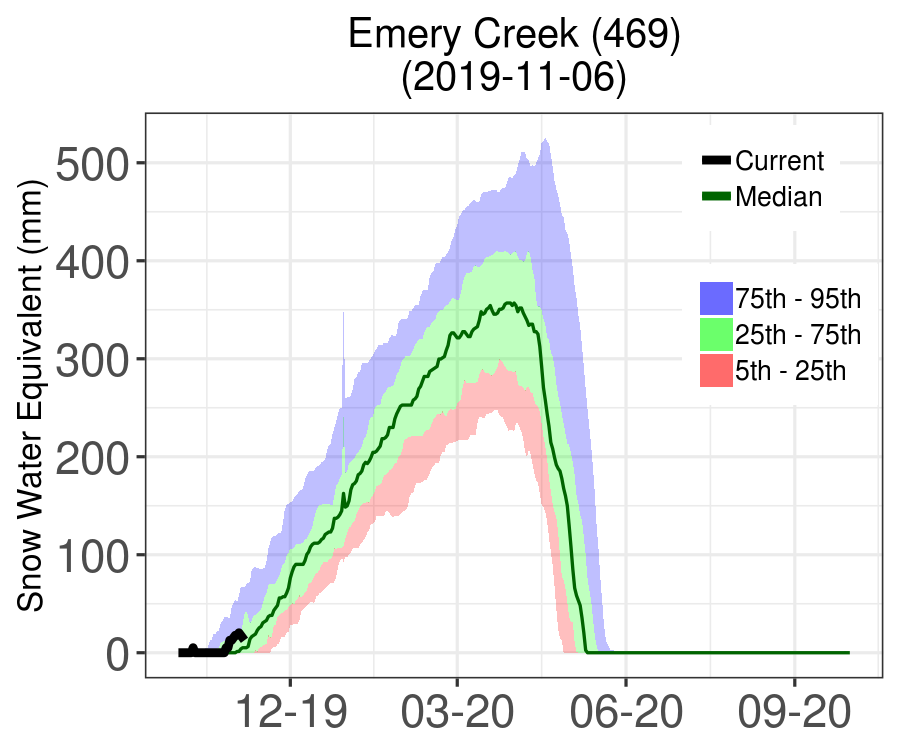 Emery Creek (469)
(2019-11-06)
Snow Water Equivalent (mm)
500
400
300
200
100
0
12-19
03-20
06-20
09-20
Current
Median
75th - 95th
25th - 75th
5th - 25th